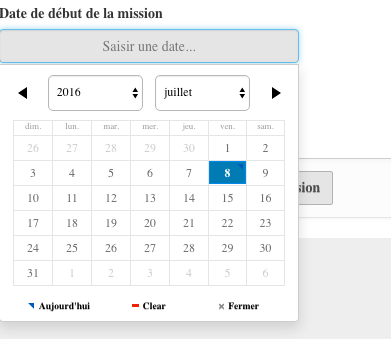 Date de début de la mission
Saisir une date...
2016 juillet
dim. lun. mar. mer. jeu. ven. sam.
26 27 28 29 30 1 2
3 4 5 6 7 8 9
10 11 12 13 14 15 16
17 18 19 20 21 22 23
24 25 26 27 28 29 30
31 1 2 3 4 5 6
Aujourd'hui Clear Fermer
sion